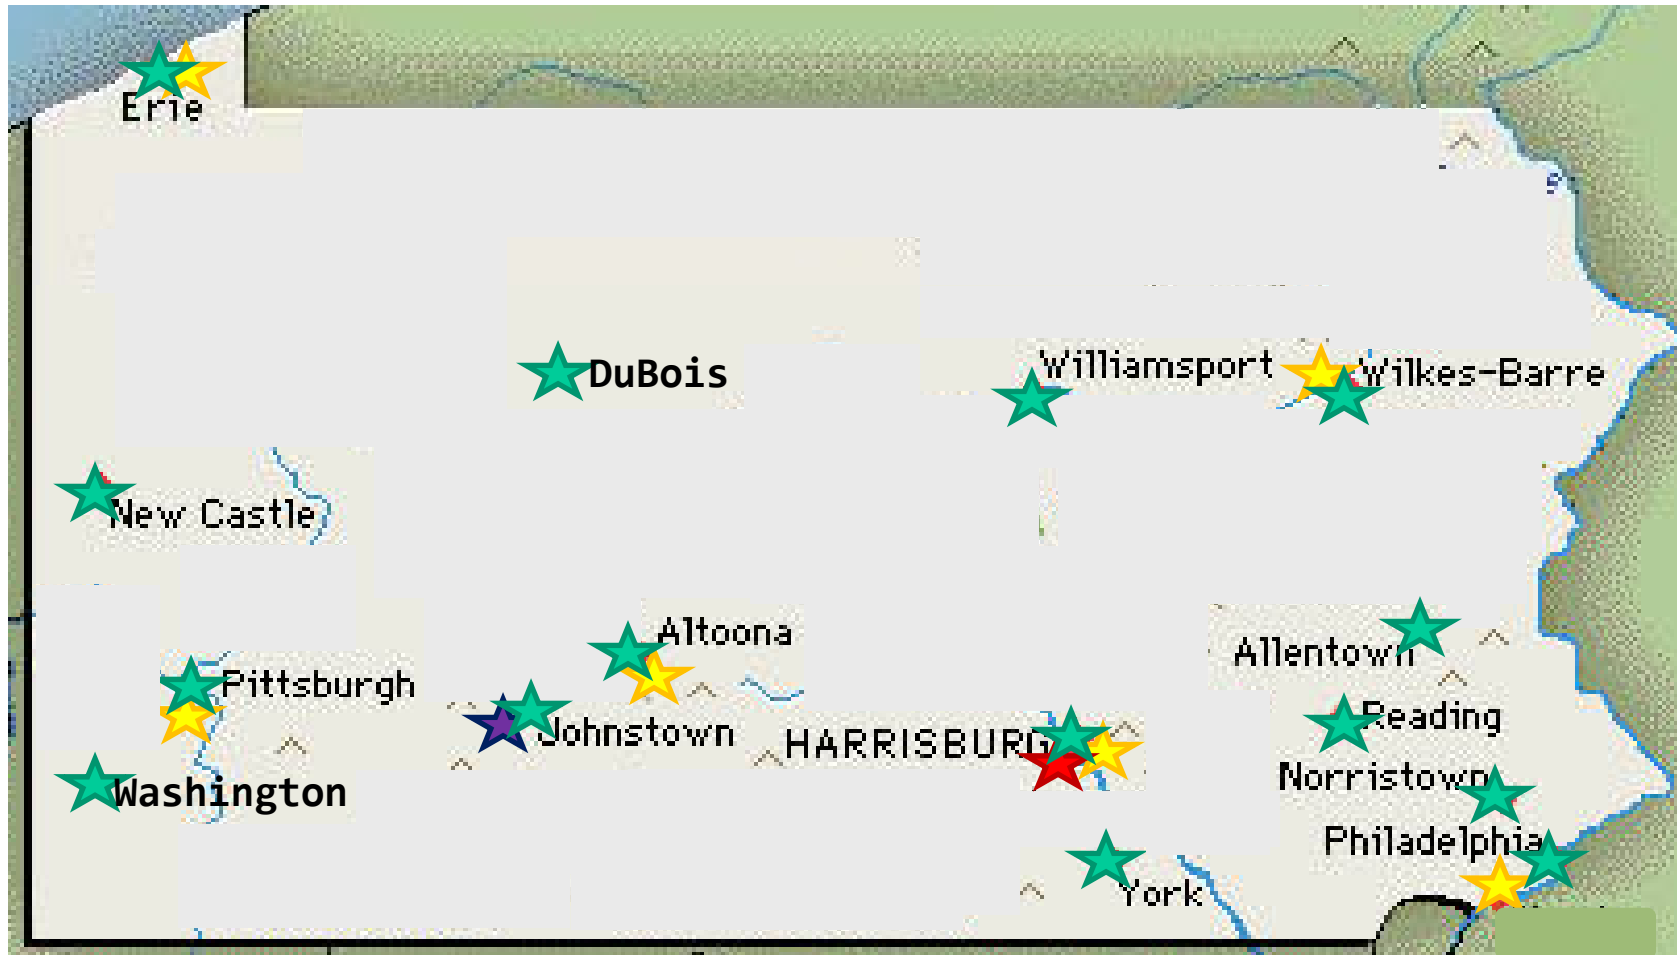 Erie
Williamsport
DuBois
Wilkes-Barre
New Castle
Altoona
Allentown
Pittsburgh
Reading
Johnstown
HARRISBURG
Norristown
Washington
Philadelphia
York